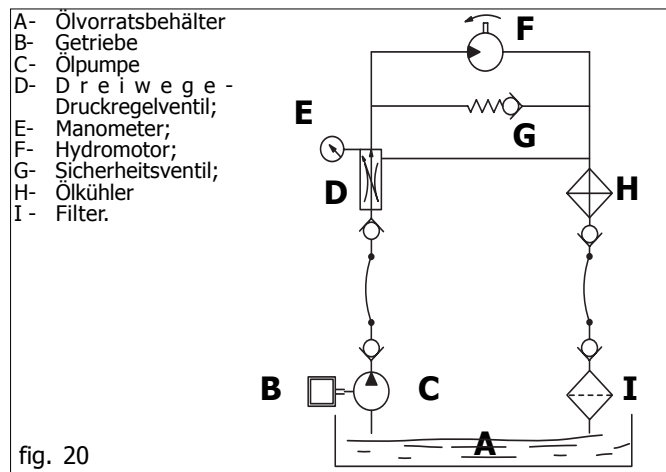 A- Ölvorratsbehälter
B- Getriebe
C- Ölpumpe
D- D r e i w e g e -
Druckregelventil;
E- Manometer;
F- Hydromotor;
G- Sicherheitsventil;
H- Ölkühler
I - Filter.
F
E
G
D
H
B
C
I
A
fig. 20